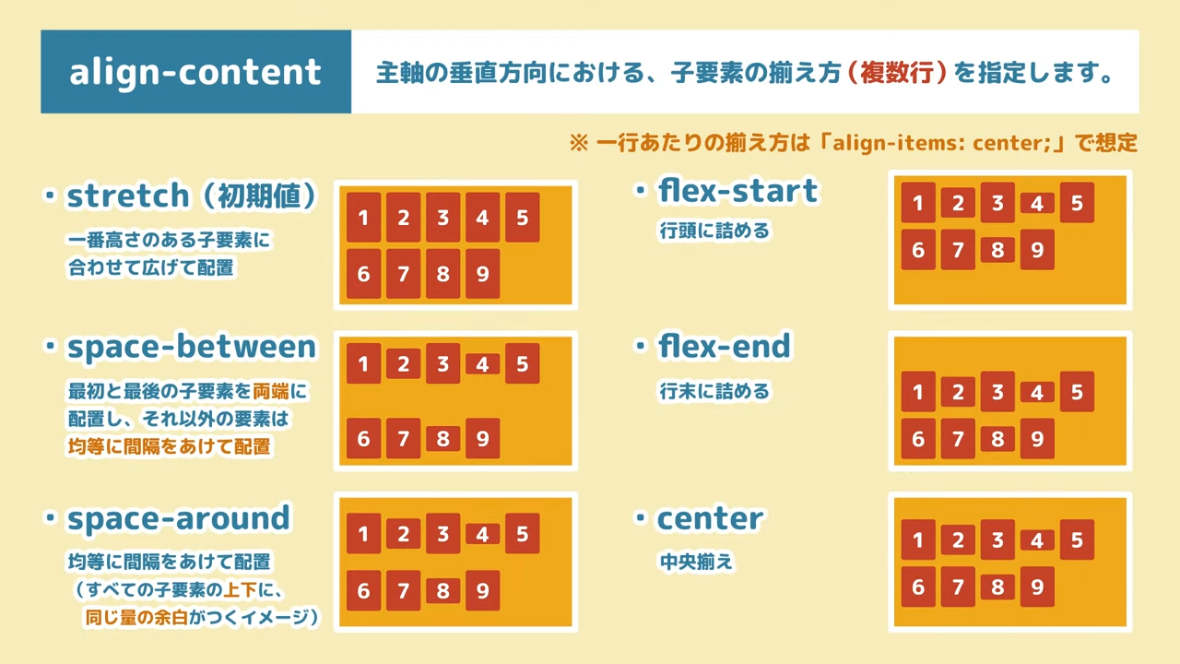 align-content
主軸の垂直方向における、子要素の揃え方（複数行）を指定します。
※ 一行あたりの揃え方は「align-items: center;」で想定
・stretch（初期値）
一番高さのある子要素に
合わせて広げて配置
1 2 3 4 5
6 7 8 9
・flex-start
行頭に詰める
1 2 3 4 5
6 7 8 9
・space-between
最初と最後の子要素を両端に
配置し、それ以外の要素は
均等に間隔をあけて配置
1 2 3 4 5
6 7 8 9
・flex-end
行末に詰める
1 2 3 4 5
6 7 8 9
・space-around
均等に間隔をあけて配置
（すべての子要素の上下に、
同じ量の余白がつくイメージ）
1 2 3 4 5
6 7 8 9
・center
中央揃え
1 2 3 4 5
6 7 8 9